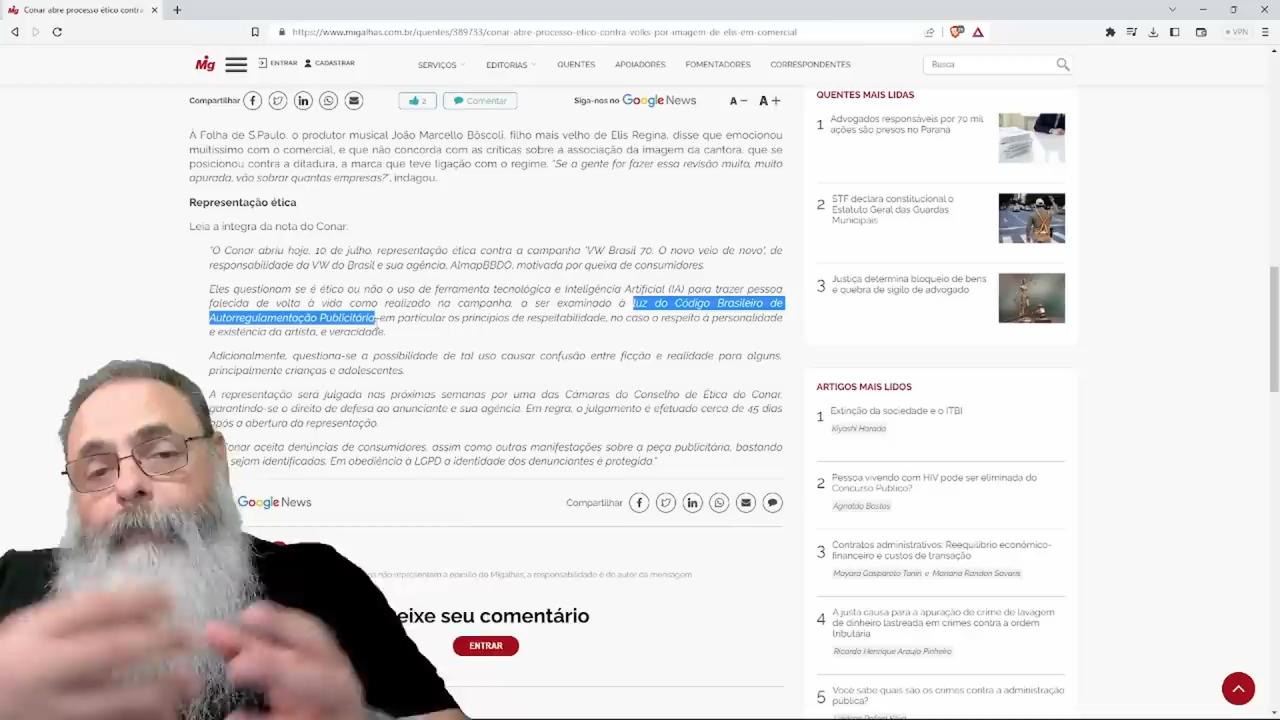 Mg Conar abre processo ético contr
https://www.migalhas.com.br/quentes/389733/conar-abre-processo-etico-contra-volks-por-imagem-de-elis-em-comercial
VPN
Mg
ENTRAR
CADASTRAR
SERVIÇOS
EDITORIAS
QUENTES
APOIADORES
FOMENTADORES
CORRESPONDENTES
Busca
Compartilhar
2
Comentar
Siga-nos no Google News
A- A+
À Folha de S.Paulo, o produtor musical João Marcello Bôscoli, filho mais velho de Elis Regina, disse que emocionou
muitíssimo com o comercial, e que não concorda com as críticas sobre a associação da imagem da cantora, que se
posicionou contra a ditadura, a marca que teve ligação com o regime. "Se a gente for fazer essa revisão muito, muito
apurada, vão sobrar quantas empresas?", indagou.
Representação ética
Leia a íntegra da nota do Conar:
"O Conar abriu hoje, 10 de julho, representação ética contra a campanha "VW Brasil 70: O novo veio de novo", de
responsabilidade da VW do Brasil e sua agência, AlmapBBDO, motivada por queixa de consumidores.
Eles questionam se é ético ou não o uso de ferramenta tecnológica e Inteligência Artificial (IA) para trazer pessoa
falecida de volta à vida como realizado na campanha, a ser examinado à luz do Código Brasileiro de
Autorregulamentação Publicitária, em particular os princípios de respeitabilidade, no caso o respeito à personalidade
e existência da artista, e veracidade.
Adicionalmente, questiona-se a possibilidade de tal uso causar confusão entre ficção e realidade para alguns,
principalmente crianças e adolescentes.
A representação será julgada nas próximas semanas por uma das Câmaras do Conselho de Ética do Conar,
garantindo-se o direito de defesa ao anunciante e sua agência. Em regra, o julgamento é efetuado cerca de 45 dias
após a abertura da representação.
onar aceita denúncias de consumidores, assim como outras manifestações sobre a peça publicitária, bastando
sejam identificadas. Em obediência à LGPD a identidade dos denunciantes é protegida."
Google News
Compartilhar
não representam a opinião do Migalhas; a responsabilidade é do autor da mensagem
eixe seu comentário
ENTRAR
QUENTES MAIS LIDAS
1 Advogados responsáveis por 70 mil
ações são presos no Paraná
2 STF declara constitucional o
Estatuto Geral das Guardas
Municipais
3 Justiça determina bloqueio de bens
e quebra de sigilo de advogado
ARTIGOS MAIS LIDOS
1 Extinção da sociedade e o ITBI
Kiyoshi Harada
2 Pessoa vivendo com HIV pode ser eliminada do
Concurso Público?
Agnaldo Bastos
3 Contratos administrativos: Reequilíbrio econômico-
financeiro e custos de transação
Mayara Gasparoto Tonin e Mariana Randon Savaris
4 A justa causa para a apuração de crime de lavagem
de dinheiro lastreada em crimes contra a ordem
tributária
Ricardo Henrique Araujo Pinheiro
5 Você sabe quais são os crimes contra a administração
pública?